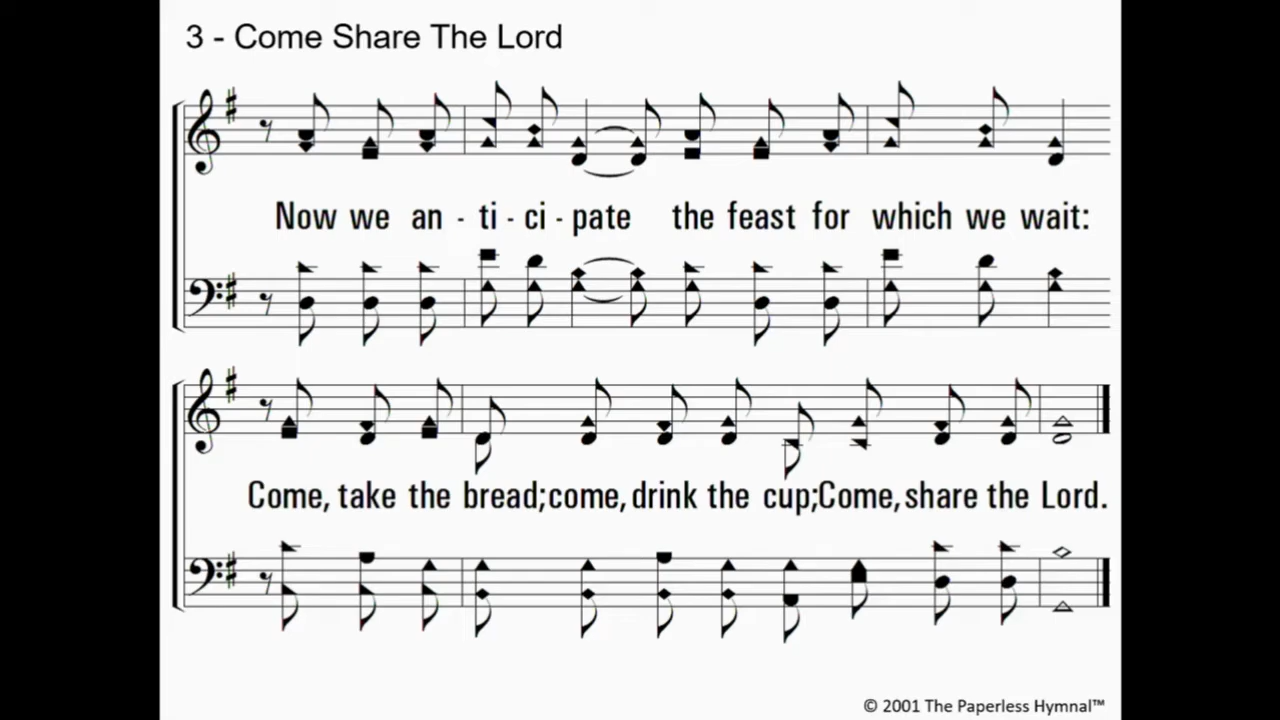 3 - Come Share The Lord
Now we an - ti - ci - pate the feast for which we wait:
Come, take the bread; come, drink the cup; Come, share the Lord.
© 2001 The Paperless Hymnal™